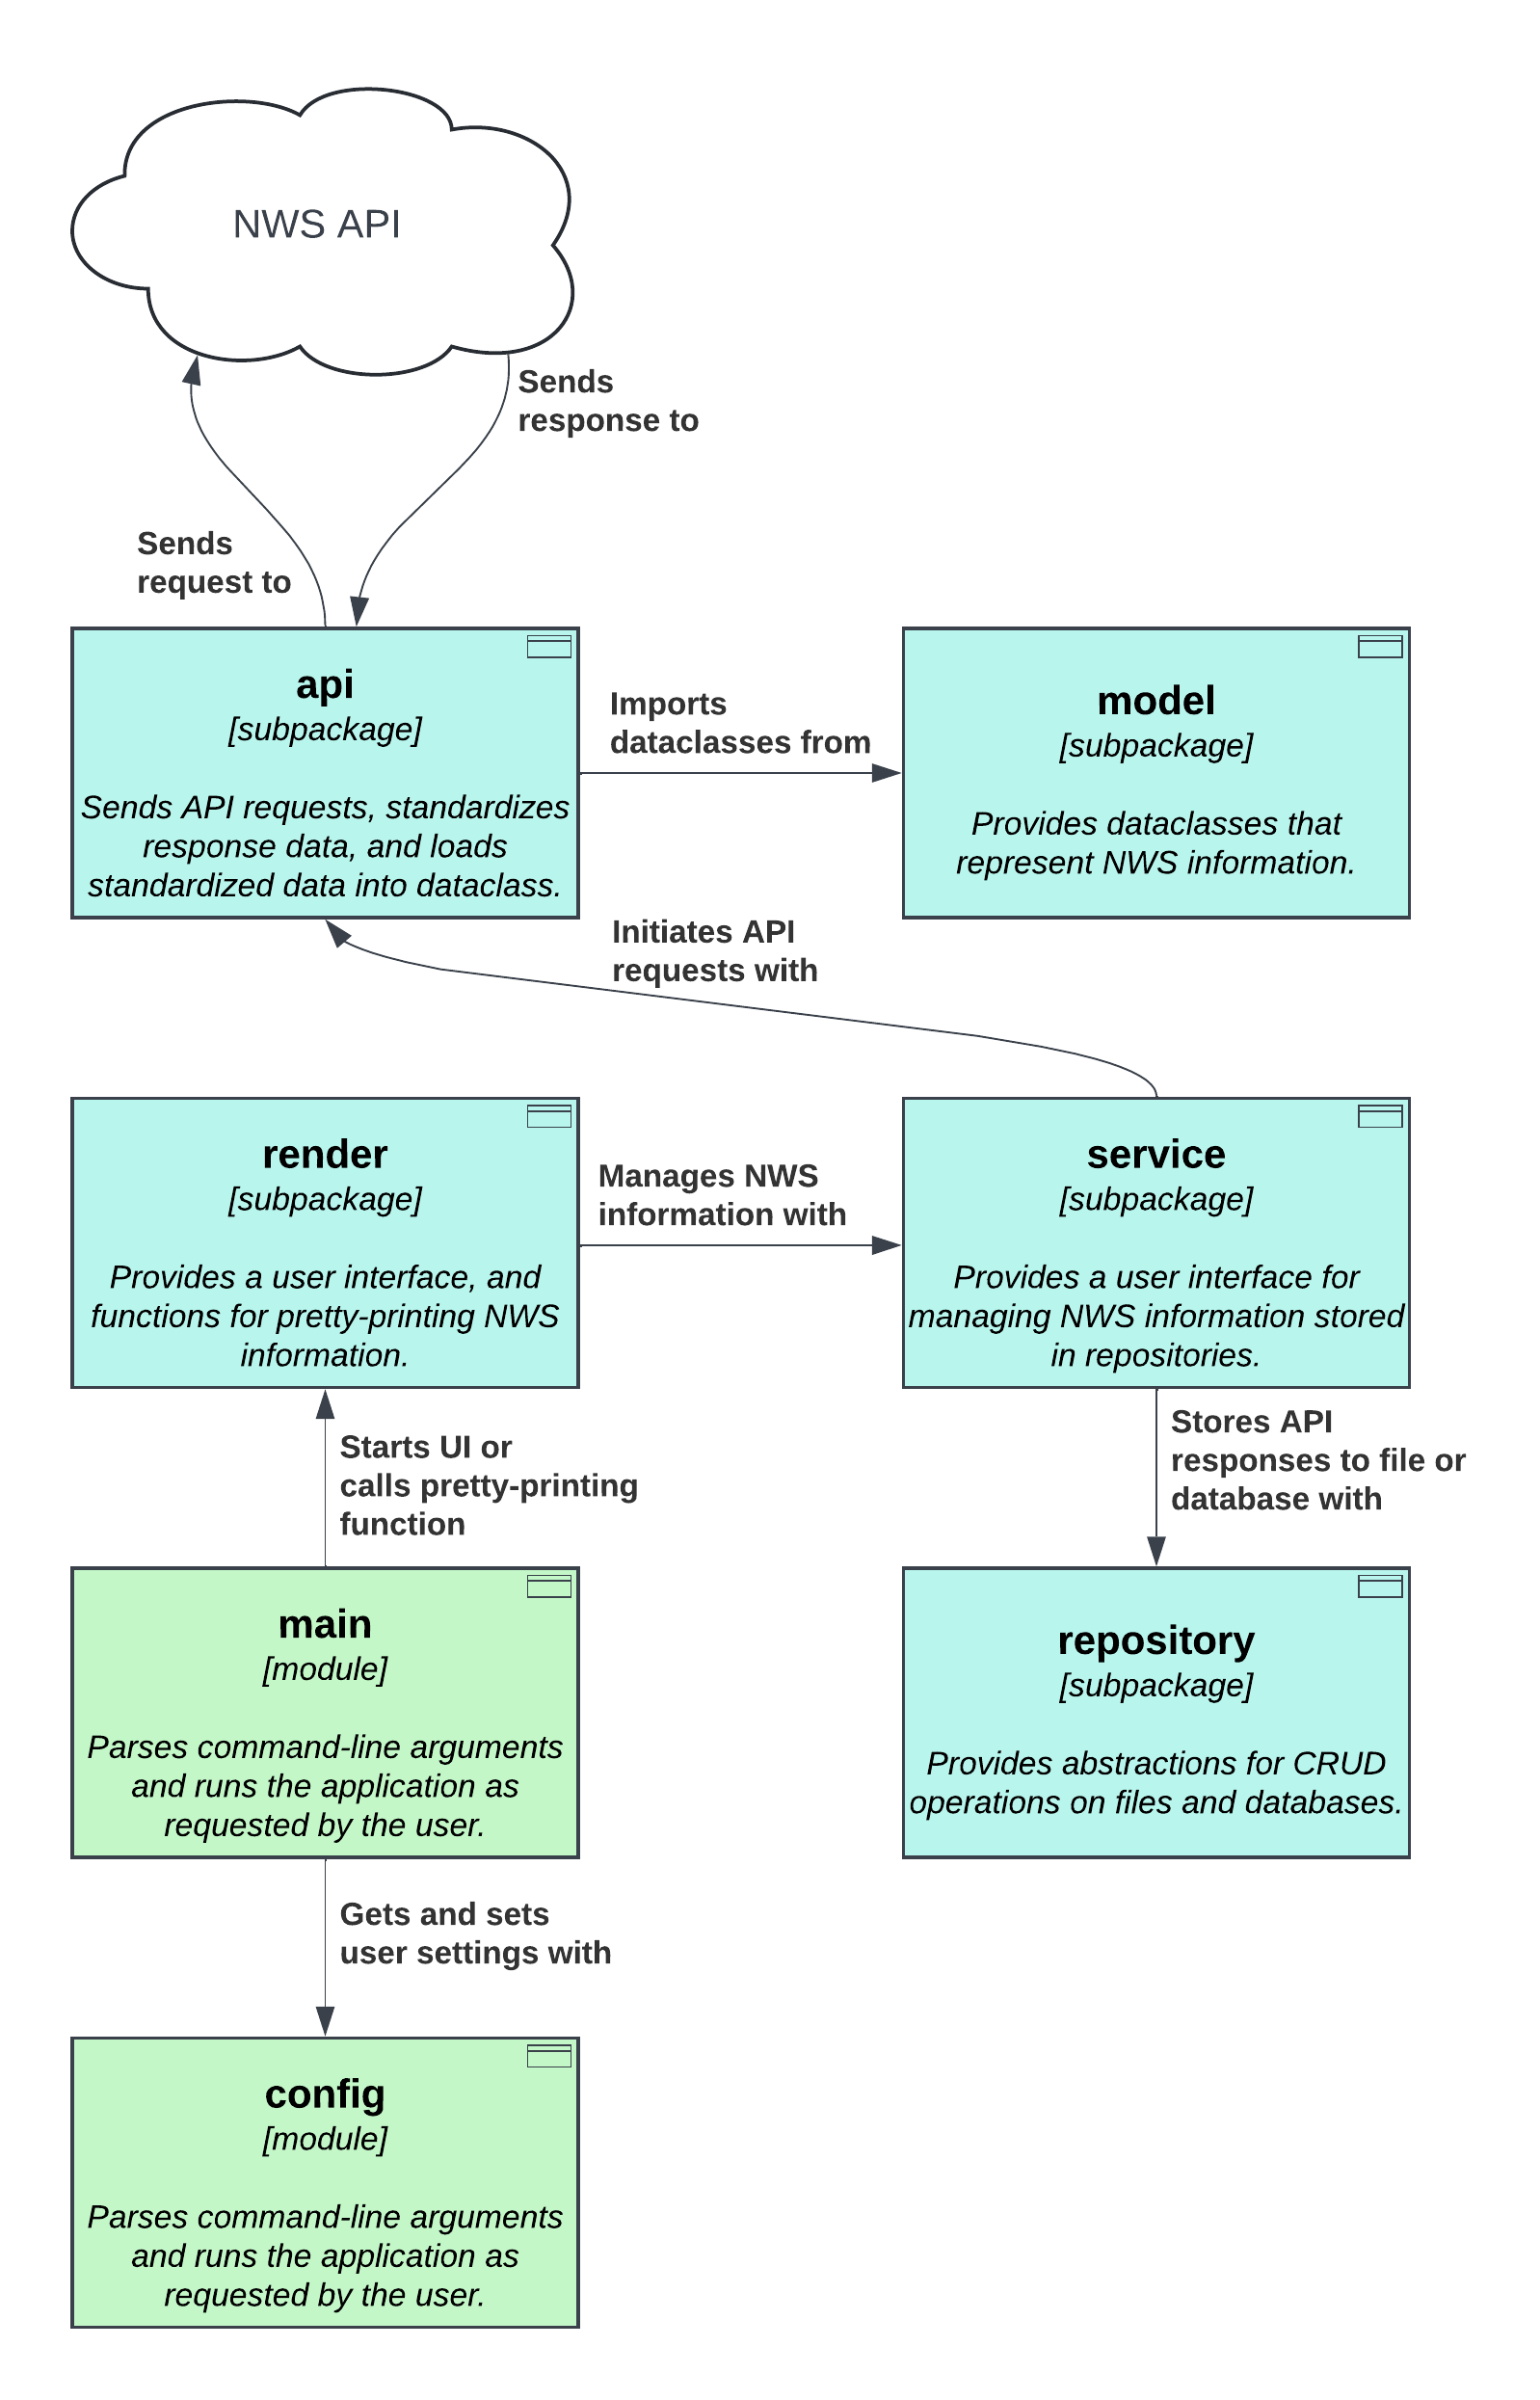 NWS API
Sends
response to
Sends
request to
api
[subpackage]
Sends API requests, standardizes
response data, and loads
standardized data into dataclass.
Imports
dataclasses from
model
[subpackage]
Provides dataclasses that
represent NWS information.
Initiates API
requests with
render
[subpackage]
Provides a user interface, and
functions for pretty-printing NWS
information.
Manages NWS
information with
service
[subpackage]
Provides a user interface for
managing NWS information stored
in repositories.
Starts UI or
calls pretty-printing
function
Stores API
responses to file or
database with
main
[module]
Parses command-line arguments
and runs the application as
requested by the user.
repository
[subpackage]
Provides abstractions for CRUD
operations on files and databases.
Gets and sets
user settings with
config
[module]
Parses command-line arguments
and runs the application as
requested by the user.